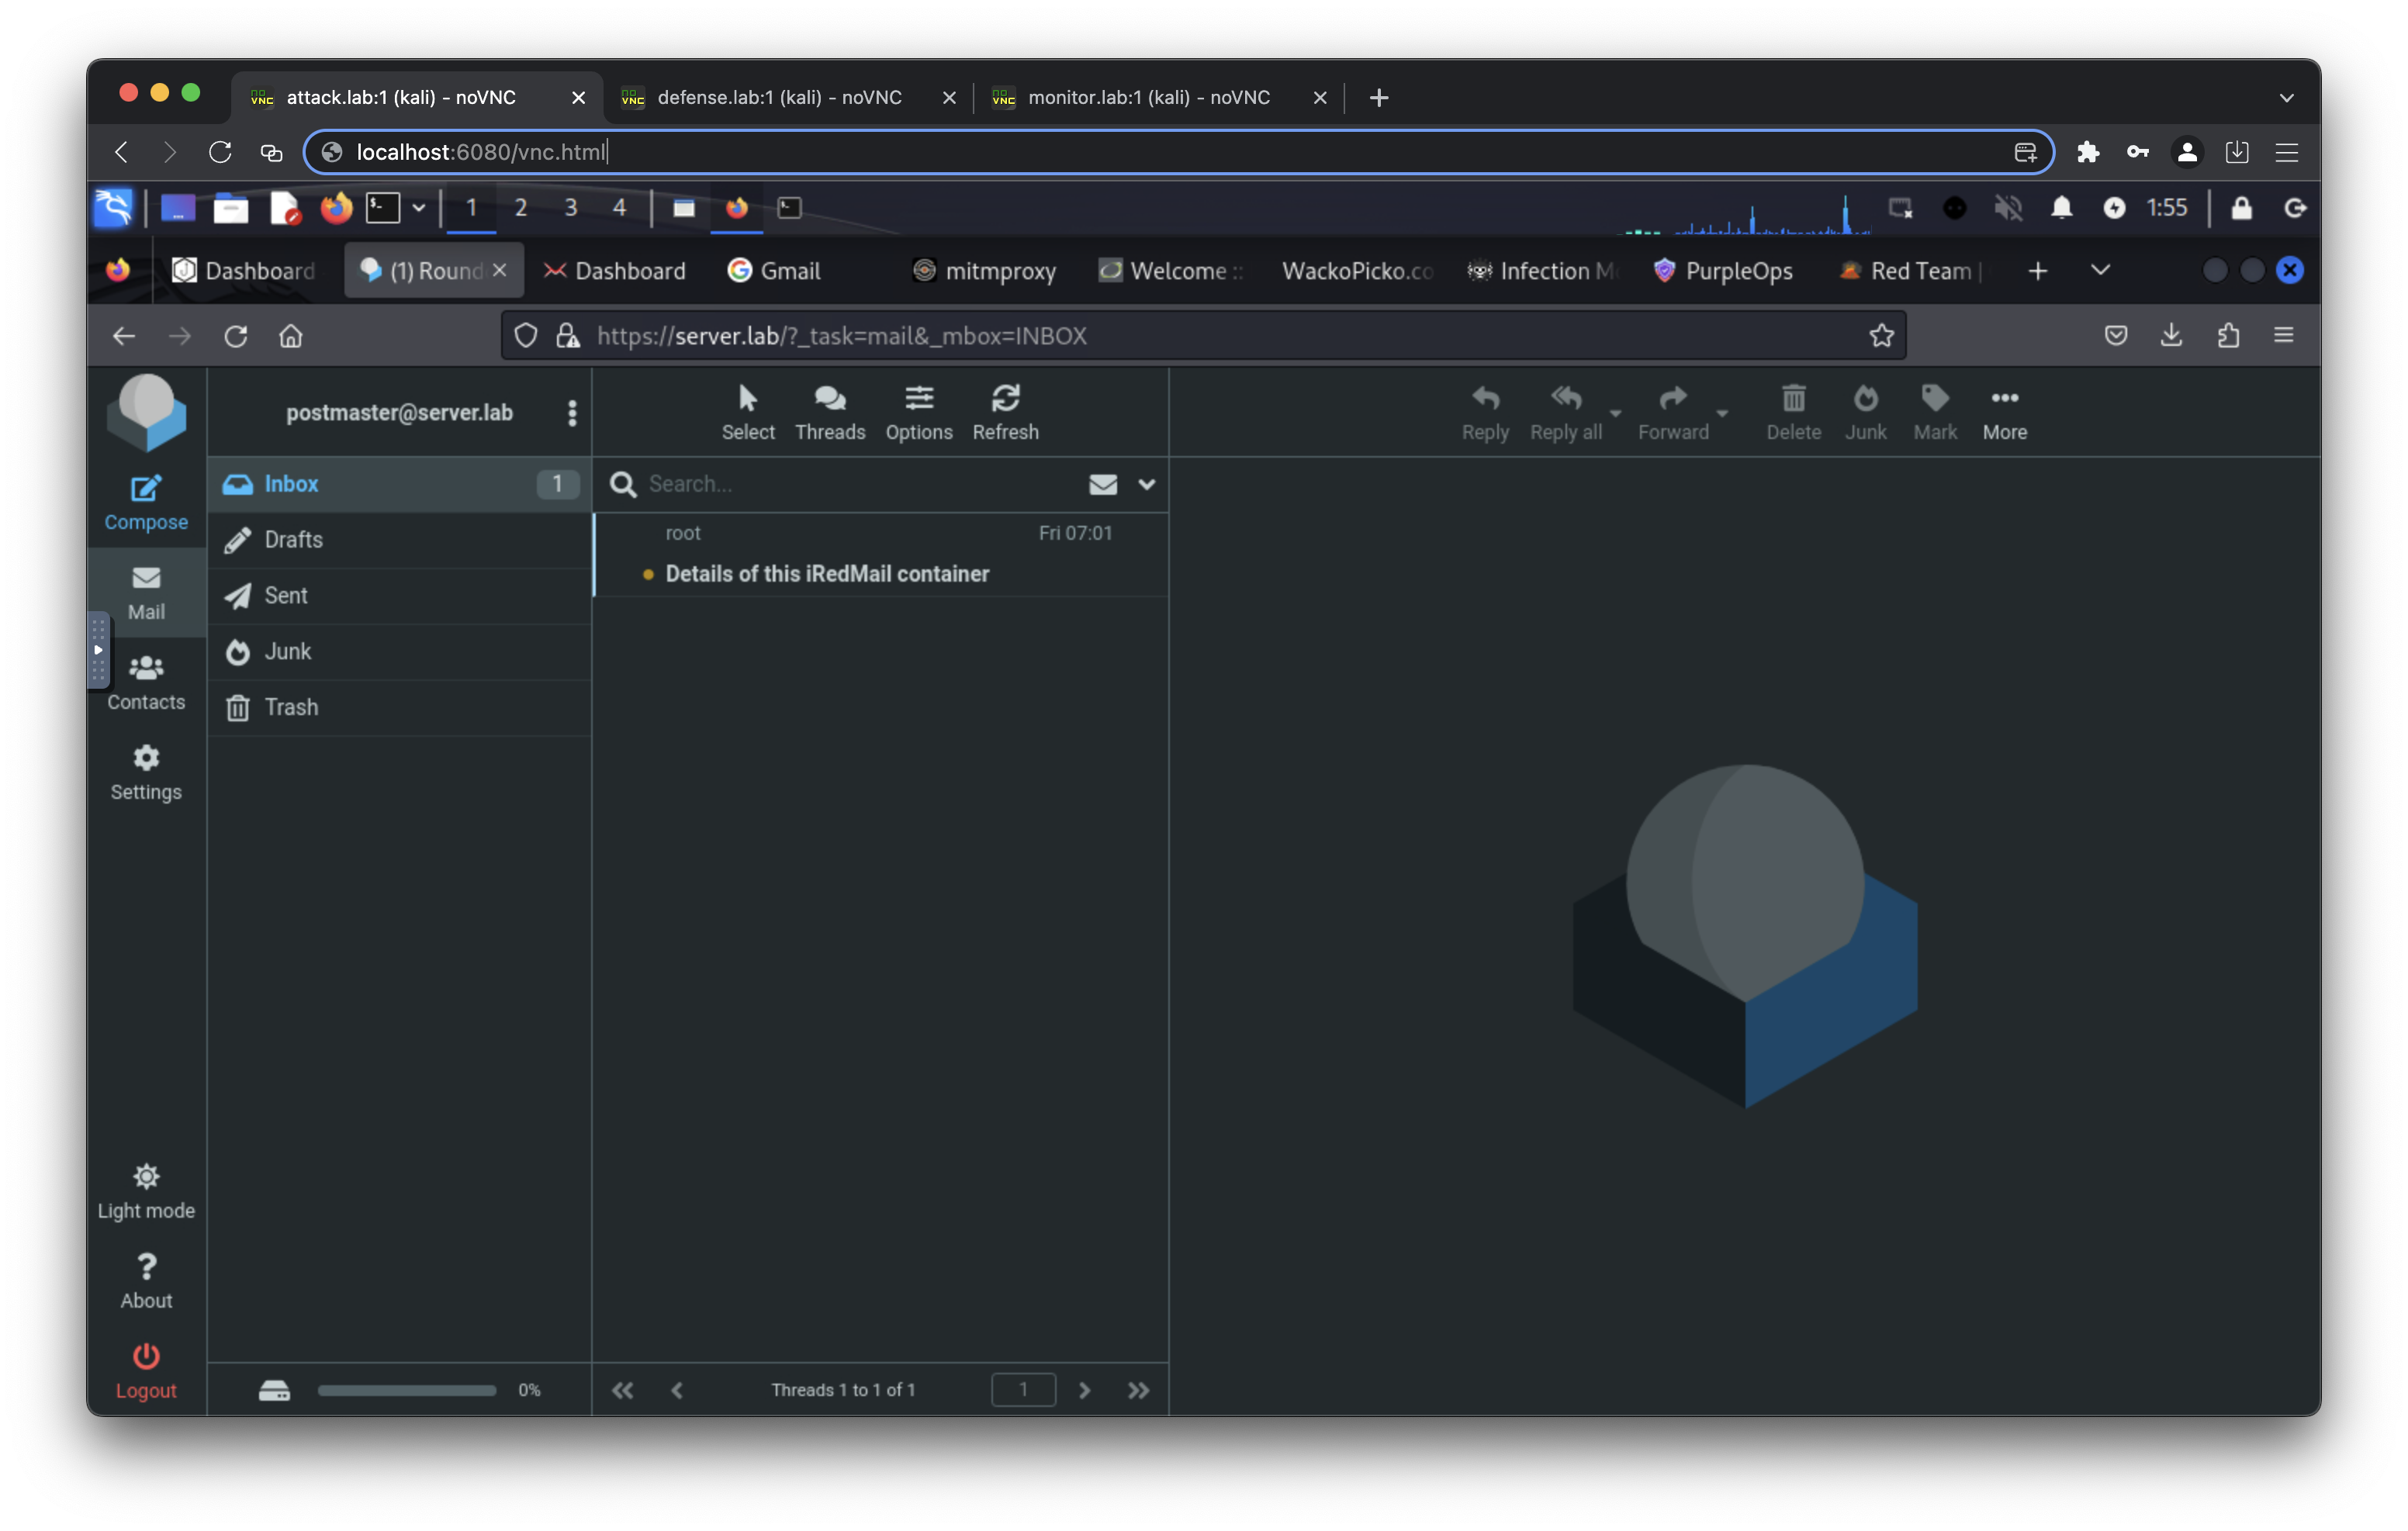 attack.lab:1 (kali) - noVNC
defense.lab:1 (kali) - noVNC
monitor.lab:1 (kali) - noVNC
localhost:6080/vnc.html
1 2 3 4
1:55
Dashboard
(1) Round
Dashboard
Gmail
mitmproxy
Welcome ::
WackoPicko.co
Infection Mo
PurpleOps
Red Team |
https://server.lab/?_task=mail&_mbox=INBOX
postmaster@server.lab
Select Threads Options Refresh
Reply Reply all Forward Delete Junk Mark More
Compose
Mail
Contacts
Settings
Light mode
About
Logout
Inbox 1
Drafts
Sent
Junk
Trash
0%
Search...
root Fri 07:01
Details of this iRedMail container
Threads 1 to 1 of 1
1